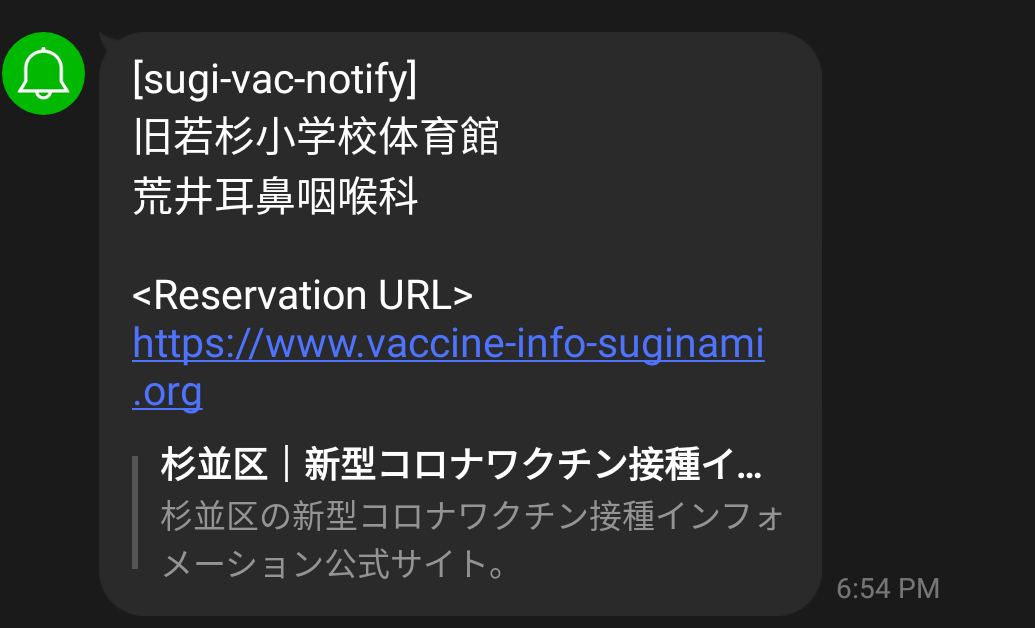 [sugi-vac-notify]
旧若杉小学校体育館
荒井耳鼻咽喉科
<Reservation URL>
https://www.vaccine-info-suginami
.org
杉並区｜新型コロナワクチン接種イ…
杉並区の新型コロナワクチン接種インフォ
メーション公式サイト。
6:54 PM